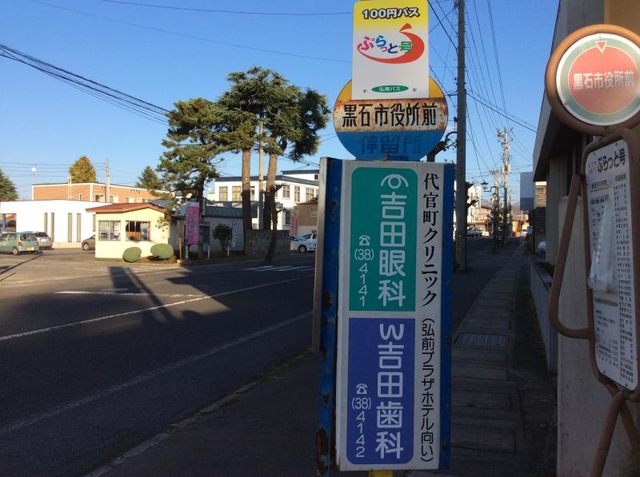 100円バス
ぷらっと号
弘南バス
黒石市役所前
停留所
代官町クリニック(弘前プラザホテル向い)
吉田眼科
☎(38)4141
吉田歯科
☎(38)4142
黒石市役所前
ぷらっと号